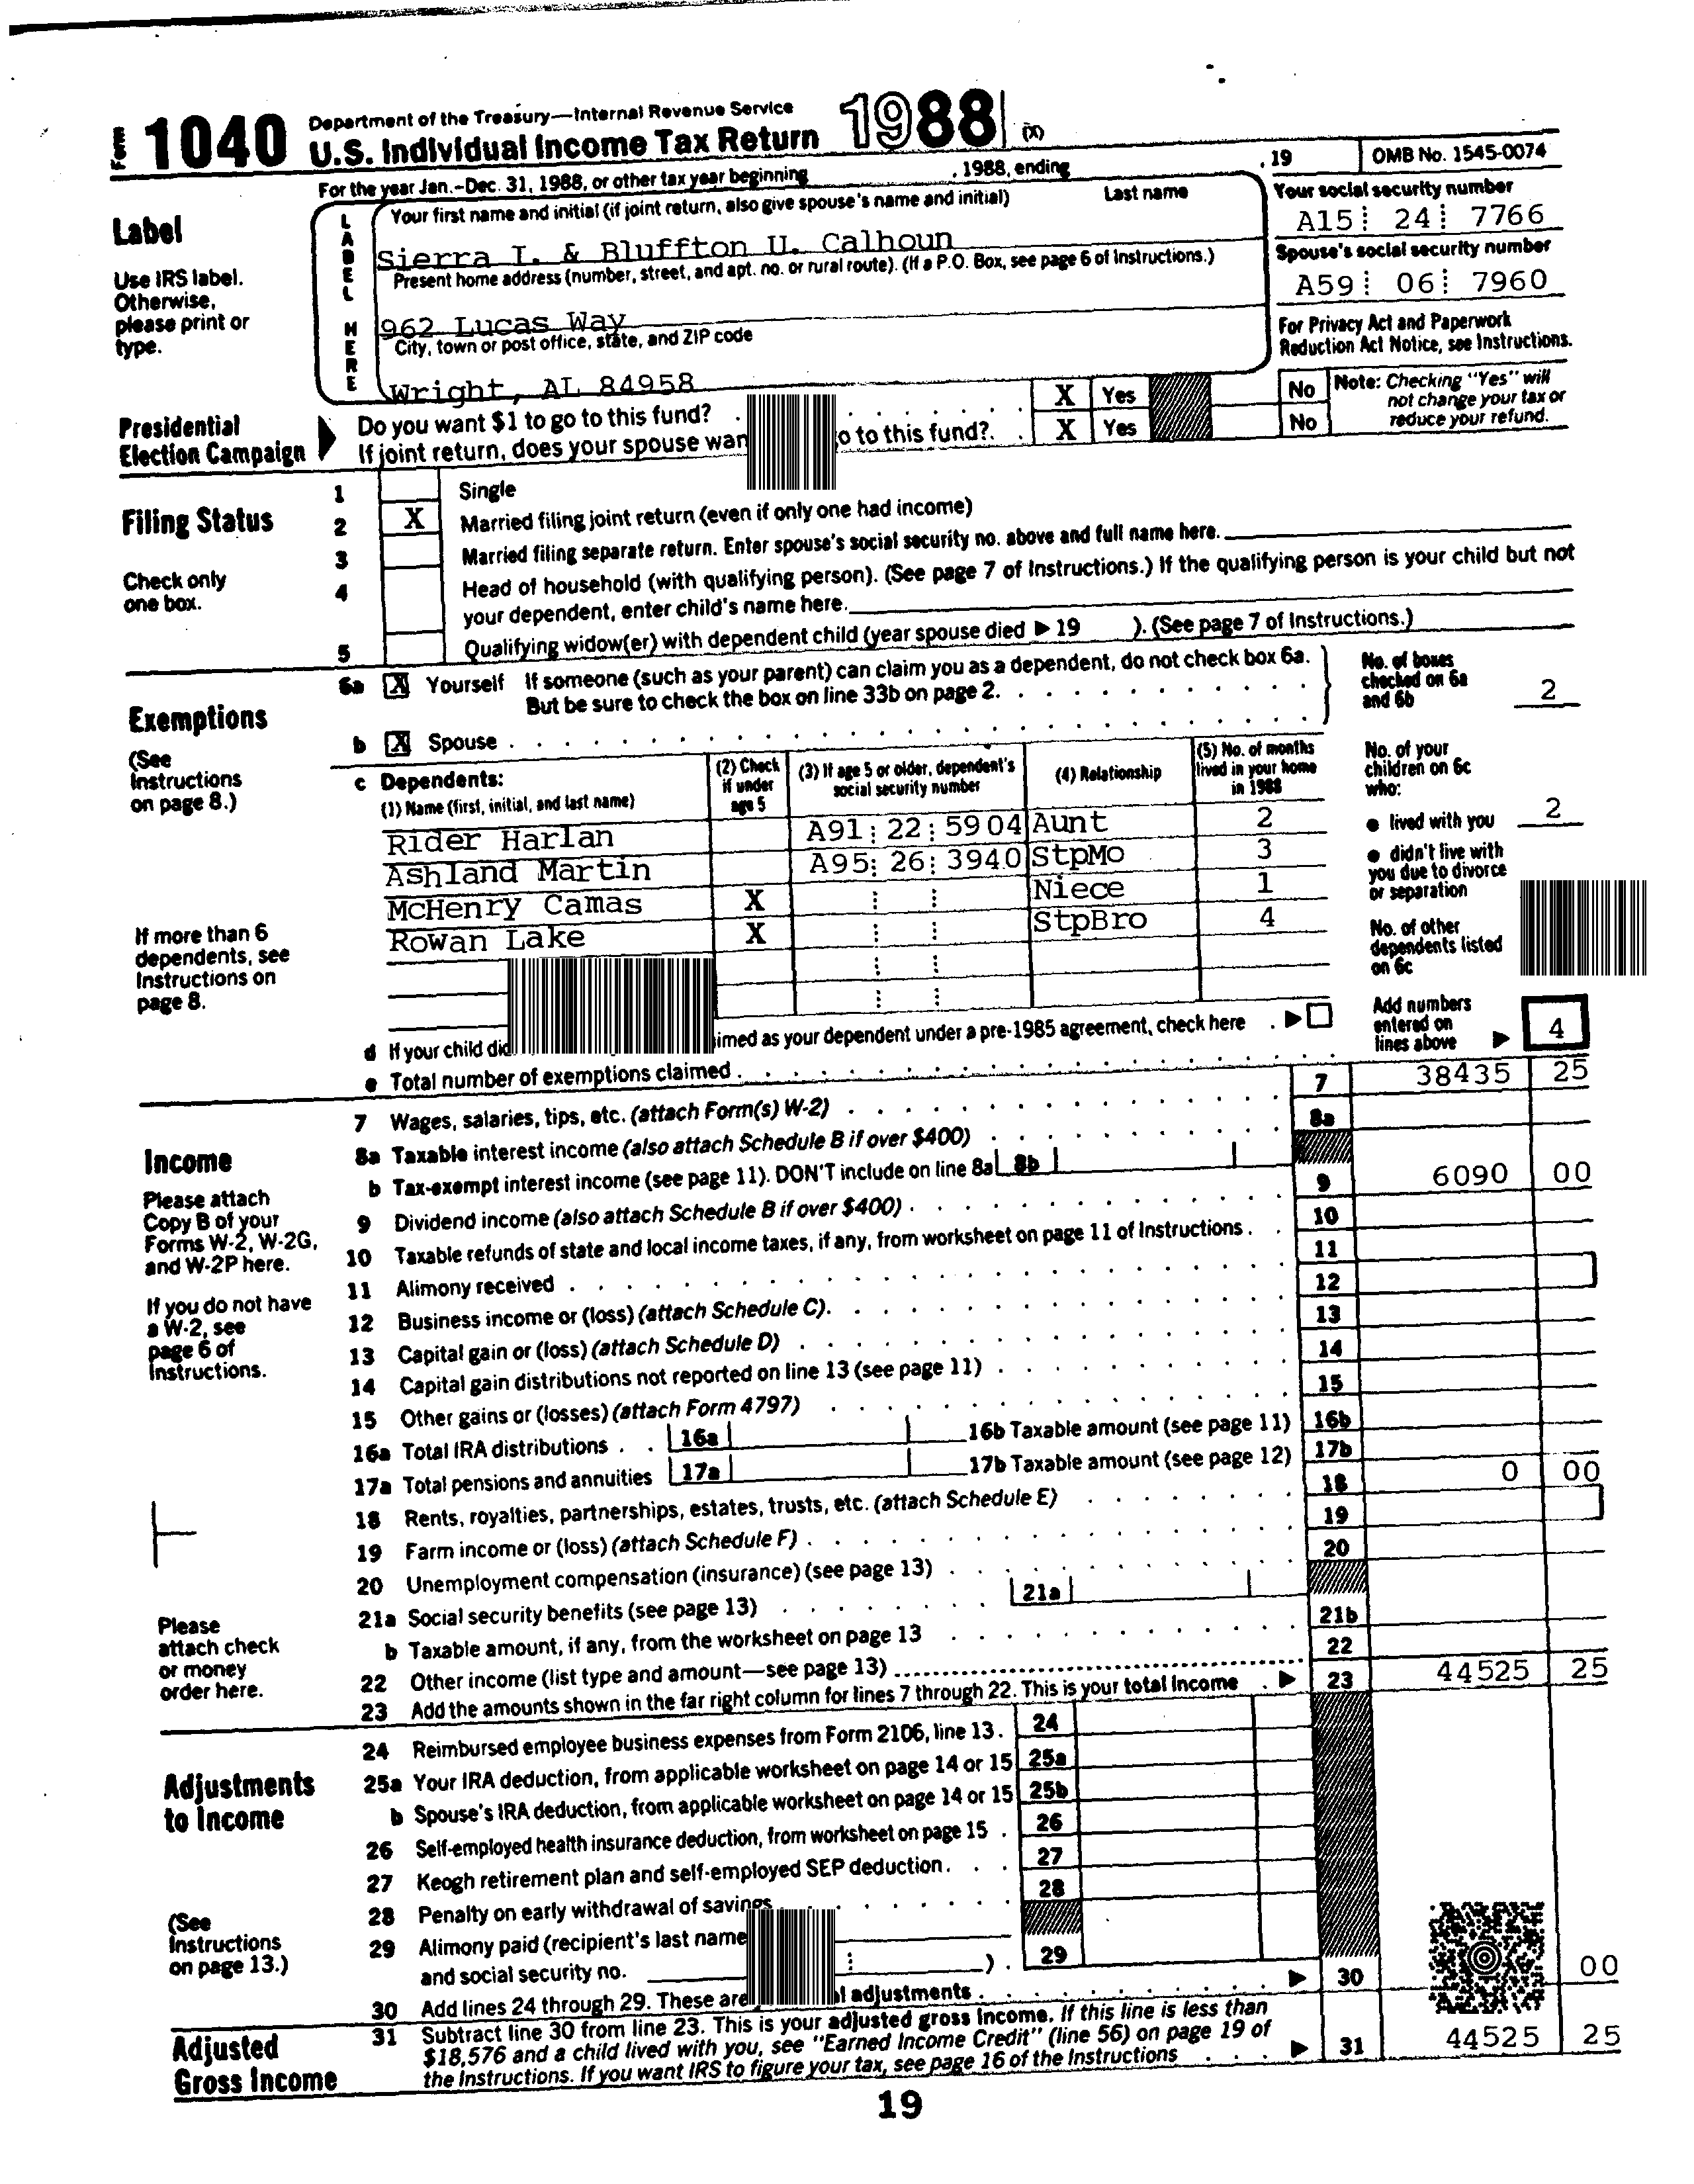 Form 1040 Department of the Treasury—Internal Revenue Service
U.S. Individual Income Tax Return 1988 (X)
For the year Jan.–Dec. 31, 1988, or other tax year beginning , 1988, ending , 19 OMB No. 1545-0074
Label
Use IRS label.
Otherwise,
please print or
type.
LABEL HERE
Your first name and initial (if joint return, also give spouse's name and initial) Last name
Sierra I. & Bluffton U. Calhoun
Present home address (number, street, and apt. no. or rural route). (If a P.O. Box, see page 6 of Instructions.)
962 Lucas Way
City, town or post office, state, and ZIP code
Wright, AL 84958
Your social security number
A15 24 7766
Spouse's social security number
A59 06 7960
For Privacy Act and Paperwork
Reduction Act Notice, see Instructions.
Presidential
Election Campaign
Do you want $1 to go to this fund? . . . . . . . X Yes No
If joint return, does your spouse wan o to this fund?. . X Yes No
Note: Checking "Yes" will
not change your tax or
reduce your refund.
Filing Status
Check only
one box.
1 Single
2 X Married filing joint return (even if only one had income)
3 Married filing separate return. Enter spouse's social security no. above and full name here.
4 Head of household (with qualifying person). (See page 7 of Instructions.) If the qualifying person is your child but not
your dependent, enter child's name here.
5 Qualifying widow(er) with dependent child (year spouse died ▶ 19 ). (See page 7 of Instructions.)
Exemptions
(See
Instructions
on page 8.)
If more than 6
dependents, see
Instructions on
page 8.
6a X Yourself If someone (such as your parent) can claim you as a dependent, do not check box 6a.
But be sure to check the box on line 33b on page 2. . . . . . . . . . .
b X Spouse . . . . . . . . . . . . . . . . . . . . .
c Dependents:
(1) Name (first, initial, and last name) (2) Check if under age 5 (3) If age 5 or older, dependent's social security number (4) Relationship (5) No. of months lived in your home in 1988
Rider Harlan A91 22 5904 Aunt 2
Ashland Martin A95 26 3940 StpMo 3
McHenry Camas X Niece 1
Rowan Lake X StpBro 4
No. of boxes
checked on 6a
and 6b 2
No. of your
children on 6c
who:
● lived with you 2
● didn't live with
you due to divorce
or separation
No. of other
dependents listed
on 6c
Add numbers
entered on
lines above ▶ 4
d If your child did imed as your dependent under a pre-1985 agreement, check here . ▶
e Total number of exemptions claimed . . . . . . . . . . . . . . . .
Income
Please attach
Copy B of your
Forms W-2, W-2G,
and W-2P here.
If you do not have
a W-2, see
page 6 of
Instructions.
Please
attach check
or money
order here.
7 Wages, salaries, tips, etc. (attach Form(s) W-2) . . . . . . . . 7 38435 25
8a Taxable interest income (also attach Schedule B if over $400) . . . . . . 8a
b Tax-exempt interest income (see page 11). DON'T include on line 8a 8b
9 Dividend income (also attach Schedule B if over $400) . . . . . . . . 9 6090 00
10 Taxable refunds of state and local income taxes, if any, from worksheet on page 11 of Instructions . . 10
11 Alimony received . . . . . . . . . . . . . . . 11
12 Business income or (loss) (attach Schedule C). . . . . . . . . . 12
13 Capital gain or (loss) (attach Schedule D) . . . . . . . . . . 13
14 Capital gain distributions not reported on line 13 (see page 11) . . . . . . 14
15 Other gains or (losses) (attach Form 4797) . . . . . . . . . . 15
16a Total IRA distributions . . 16a 16b Taxable amount (see page 11) 16b
17a Total pensions and annuities 17a 17b Taxable amount (see page 12) 17b
18 Rents, royalties, partnerships, estates, trusts, etc. (attach Schedule E) . . . . . . 18 0 00
19 Farm income or (loss) (attach Schedule F) . . . . . . . . . . 19
20 Unemployment compensation (insurance) (see page 13) . . . . . . . . 20
21a Social security benefits (see page 13) . . . . . . . 21a
b Taxable amount, if any, from the worksheet on page 13 . . . . . . . . 21b
22 Other income (list type and amount—see page 13) 22
23 Add the amounts shown in the far right column for lines 7 through 22. This is your total income . ▶ 23 44525 25
Adjustments
to Income
(See
Instructions
on page 13.)
24 Reimbursed employee business expenses from Form 2106, line 13 . 24
25a Your IRA deduction, from applicable worksheet on page 14 or 15 25a
b Spouse's IRA deduction, from applicable worksheet on page 14 or 15 25b
26 Self-employed health insurance deduction, from worksheet on page 15 . 26
27 Keogh retirement plan and self-employed SEP deduction. . . 27
28 Penalty on early withdrawal of savings . . . . . . 28
29 Alimony paid (recipient's last name
and social security no. ) . 29
30 Add lines 24 through 29. These are l adjustments . . . . . . . ▶ 30 00
Adjusted
Gross Income
31 Subtract line 30 from line 23. This is your adjusted gross income. If this line is less than
$18,576 and a child lived with you, see "Earned Income Credit" (line 56) on page 19 of
the Instructions. If you want IRS to figure your tax, see page 16 of the Instructions . . . ▶ 31 44525 25
19